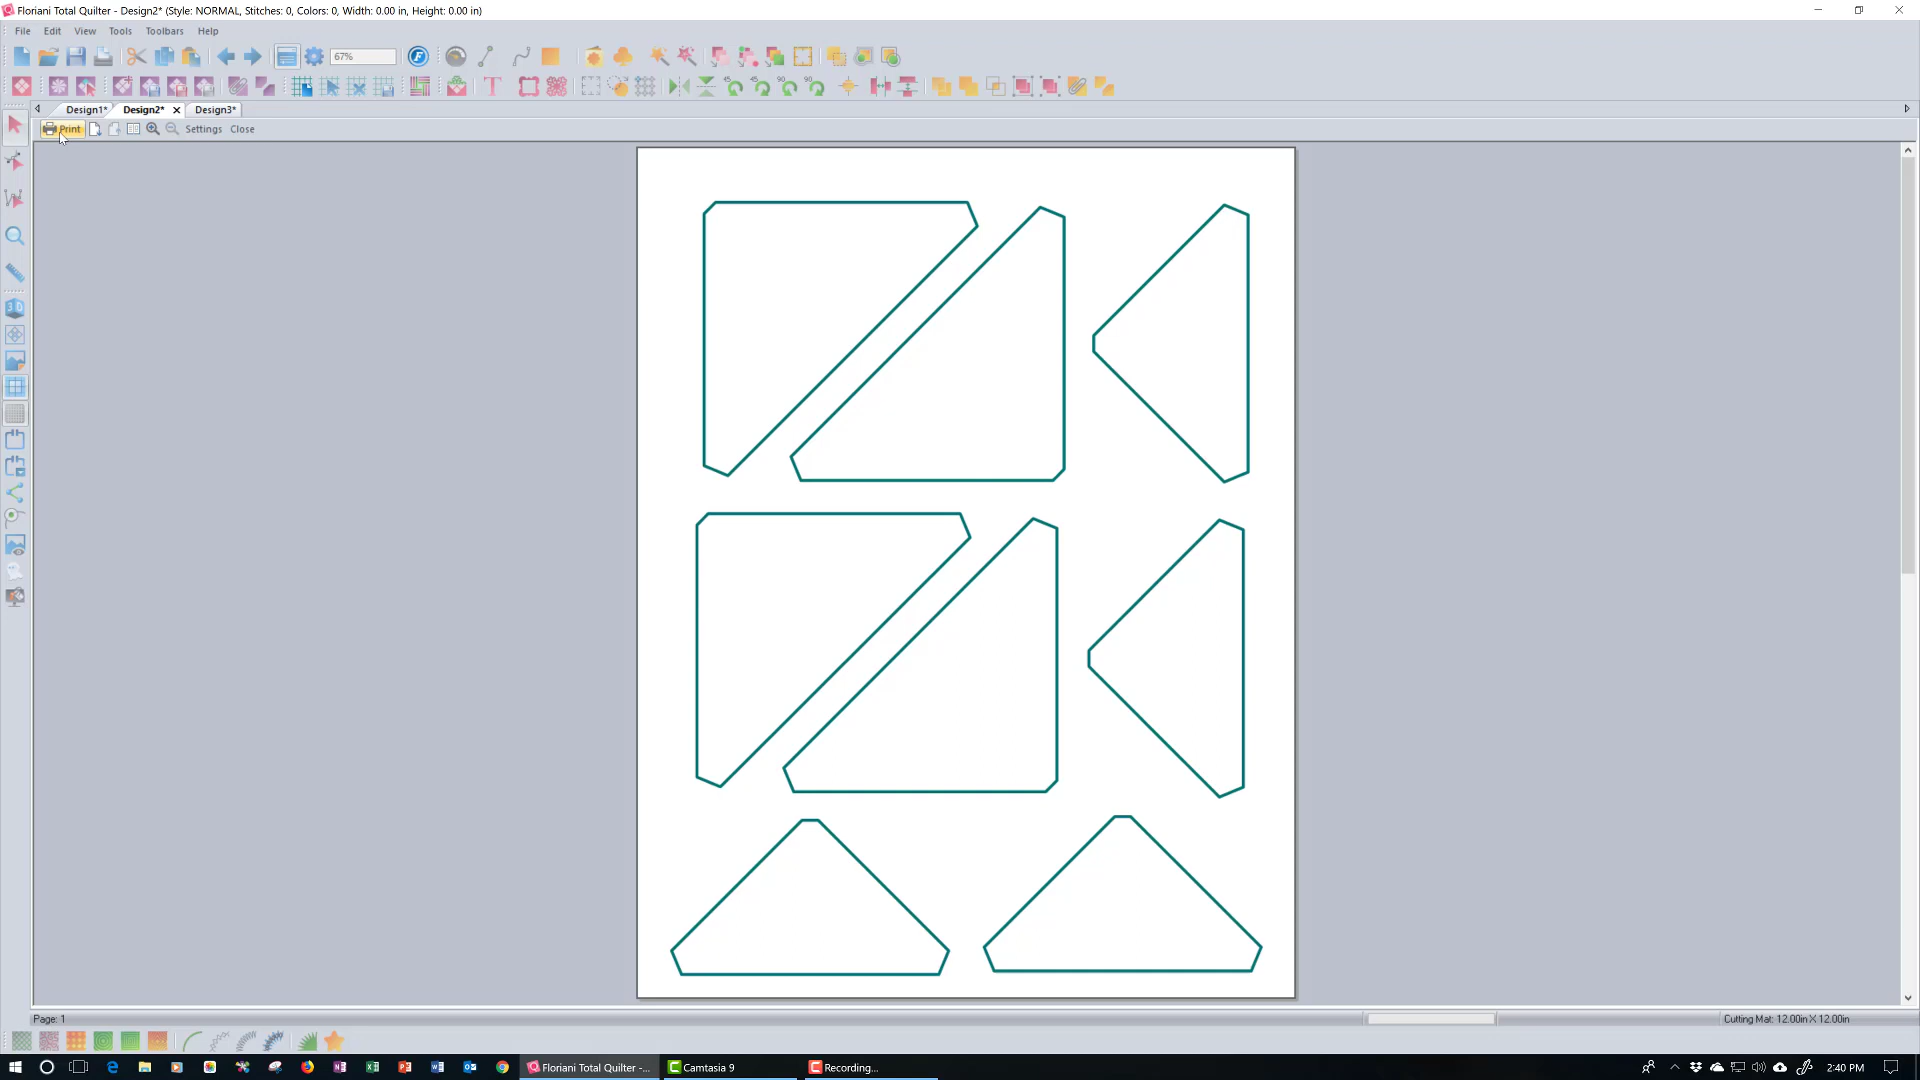 Floriani Total Quilter - Design2* (Style: NORMAL, Stitches: 0, Colors: 0, Width: 0.00 in, Height: 0.00 in)
File Edit View Tools Toolbars Help
67%
Design1* Design2* Design3*
Print Settings Close
3D
Page: 1
Cutting Mat: 12.00in X 12.00in
Floriani Total Quilter -... Camtasia 9 Recording... 2:40 PM